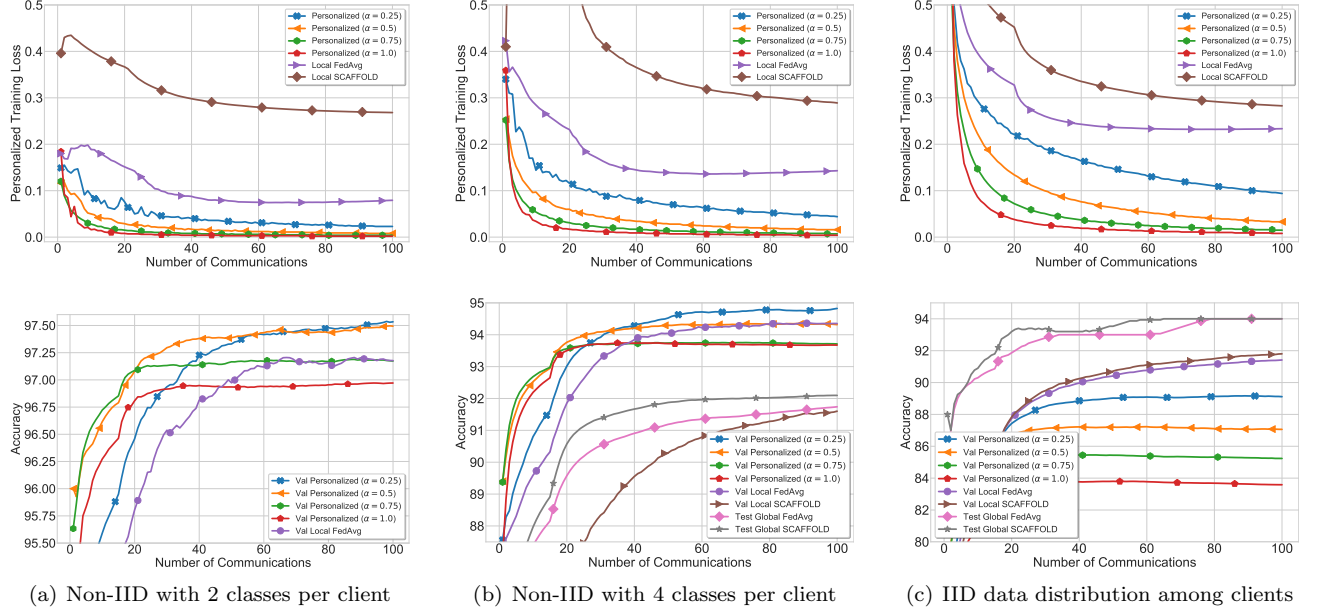 0.5
0.4
0.3
0.2
0.1
0.0
Personalized Training Loss
0 20 40 60 80 100
Number of Communications
Personalized (α = 0.25)
Personalized (α = 0.5)
Personalized (α = 0.75)
Personalized (α = 1.0)
Local FedAvg
Local SCAFFOLD
0.5
0.4
0.3
0.2
0.1
0.0
Personalized Training Loss
0 20 40 60 80 100
Number of Communications
Personalized (α = 0.25)
Personalized (α = 0.5)
Personalized (α = 0.75)
Personalized (α = 1.0)
Local FedAvg
Local SCAFFOLD
0.5
0.4
0.3
0.2
0.1
0.0
Personalized Training Loss
0 20 40 60 80 100
Number of Communications
Personalized (α = 0.25)
Personalized (α = 0.5)
Personalized (α = 0.75)
Personalized (α = 1.0)
Local FedAvg
Local SCAFFOLD
97.50
97.25
97.00
96.75
96.50
96.25
96.00
95.75
95.50
Accuracy
0 20 40 60 80 100
Number of Communications
Val Personalized (α = 0.25)
Val Personalized (α = 0.5)
Val Personalized (α = 0.75)
Val Personalized (α = 1.0)
Val Local FedAvg
95
94
93
92
91
90
89
88
Accuracy
0 20 40 60 80 100
Number of Communications
Val Personalized (α = 0.25)
Val Personalized (α = 0.5)
Val Personalized (α = 0.75)
Val Personalized (α = 1.0)
Val Local FedAvg
Val Local SCAFFOLD
Test Global FedAvg
Test Global SCAFFOLD
94
92
90
88
86
84
82
80
Accuracy
0 20 40 60 80 100
Number of Communications
Val Personalized (α = 0.25)
Val Personalized (α = 0.5)
Val Personalized (α = 0.75)
Val Personalized (α = 1.0)
Val Local FedAvg
Val Local SCAFFOLD
Test Global FedAvg
Test Global SCAFFOLD
(a) Non-IID with 2 classes per client
(b) Non-IID with 4 classes per client
(c) IID data distribution among clients